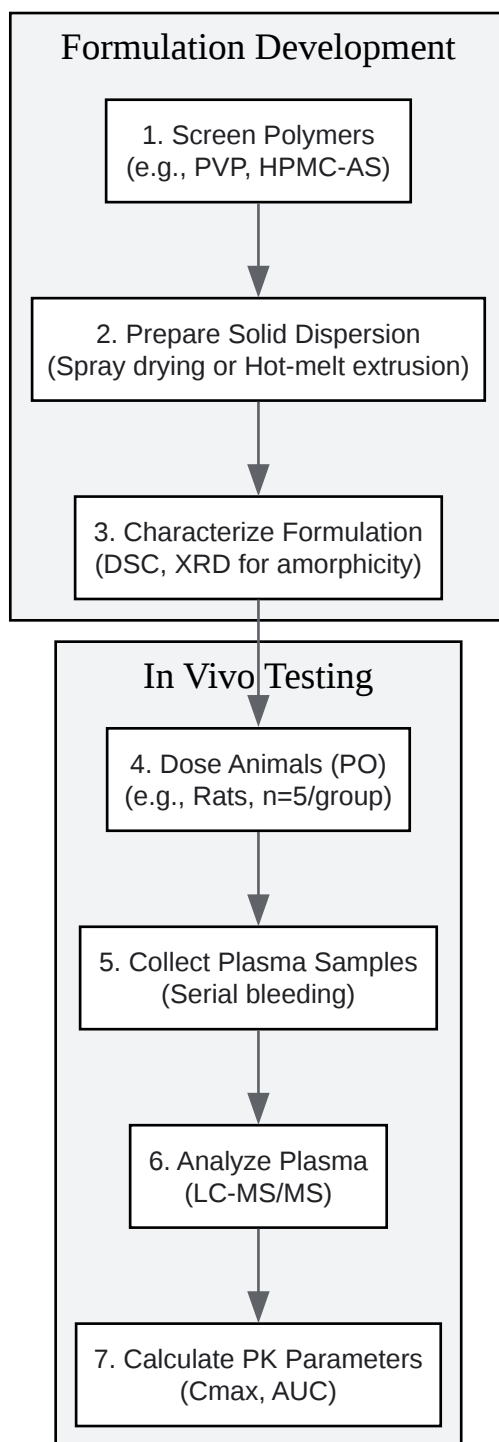 Formulation Development
1. Screen Polymers
(e.g., PVP, HPMC-AS)
2. Prepare Solid Dispersion
(Spray drying or Hot-melt extrusion)
3. Characterize Formulation
(DSC, XRD for amorphicity)
In Vivo Testing
4. Dose Animals (PO)
(e.g., Rats, n=5/group)
5. Collect Plasma Samples
(Serial bleeding)
6. Analyze Plasma
(LC-MS/MS)
7. Calculate PK Parameters
(Cmax, AUC)